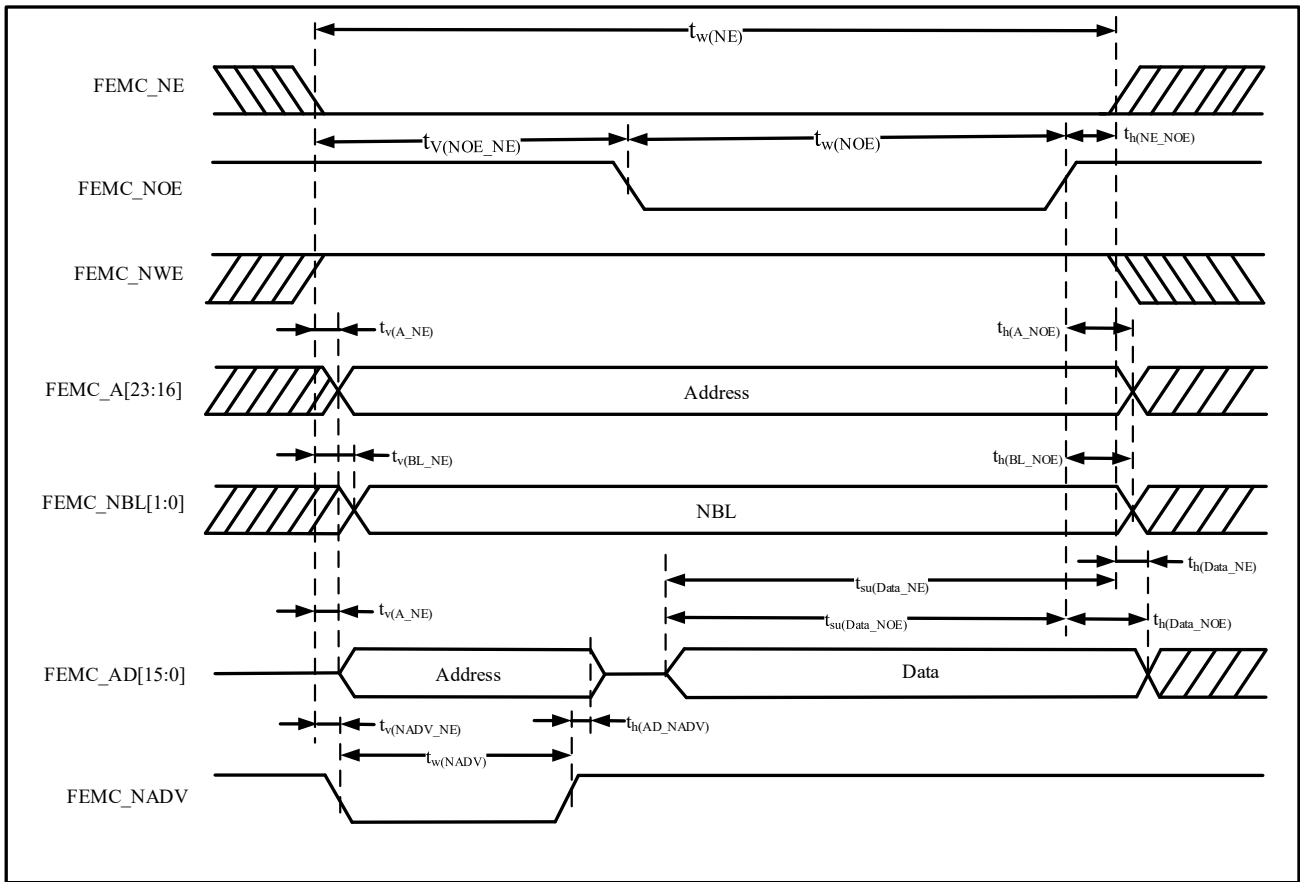 tw(NE)
FEMC_NE
tV(NOE_NE)
tw(NOE)
th(NE_NOE)
FEMC_NOE
FEMC_NWE
tv(A_NE)
th(A_NOE)
FEMC_A[23:16]
Address
tv(BL_NE)
th(BL_NOE)
FEMC_NBL[1:0]
NBL
th(Data_NE)
tsu(Data_NE)
tv(A_NE)
tsu(Data_NOE)
th(Data_NOE)
FEMC_AD[15:0]
Address
Data
tv(NADV_NE)
th(AD_NADV)
tw(NADV)
FEMC_NADV